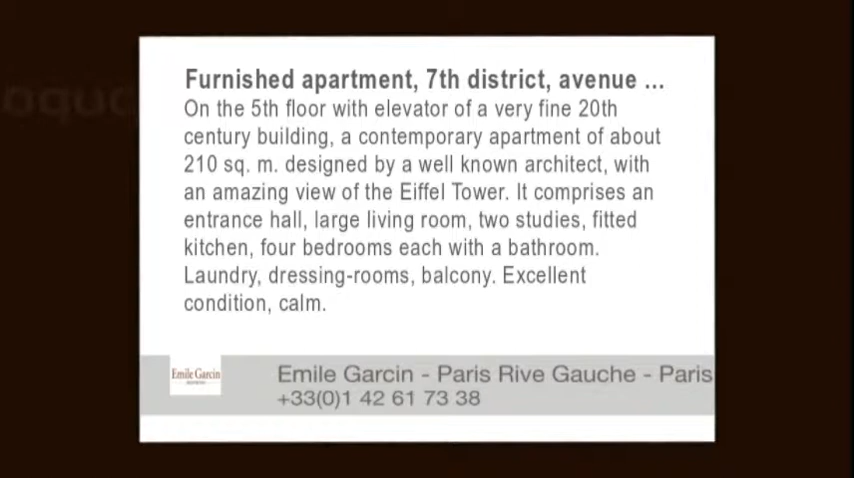 Furnished apartment, 7th district, avenue ...
On the 5th floor with elevator of a very fine 20th
century building, a contemporary apartment of about
210 sq. m. designed by a well known architect, with
an amazing view of the Eiffel Tower. It comprises an
entrance hall, large living room, two studies, fitted
kitchen, four bedrooms each with a bathroom.
Laundry, dressing-rooms, balcony. Excellent
condition, calm.
Emile Garcin
Emile Garcin - Paris Rive Gauche - Paris
+33(0)1 42 61 73 38